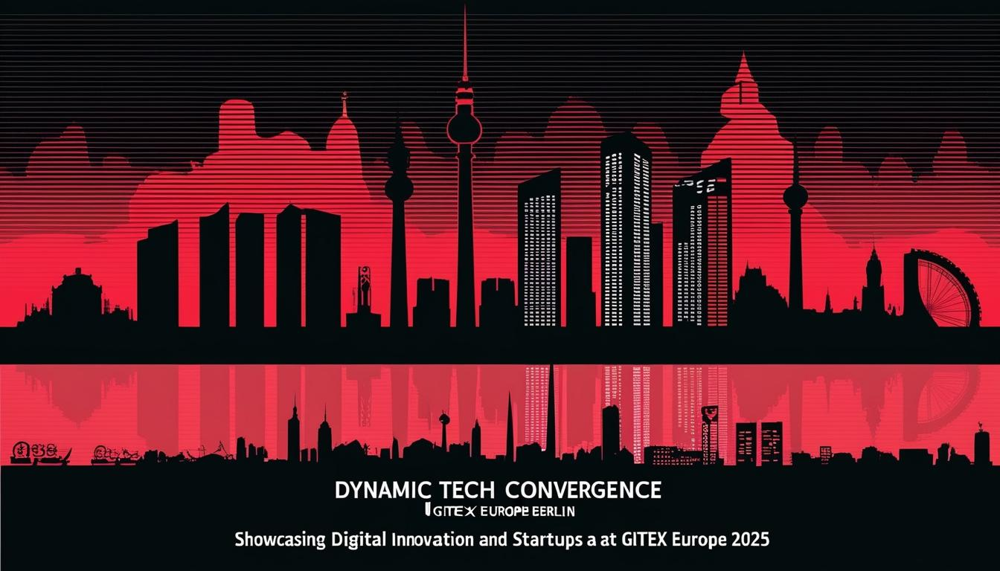 DYNAMIC TECH CONVERGENCE
GITEX EUROPE EERLIN
Showcasing Digital Innovation and Startups a at GITEX Europe 2025